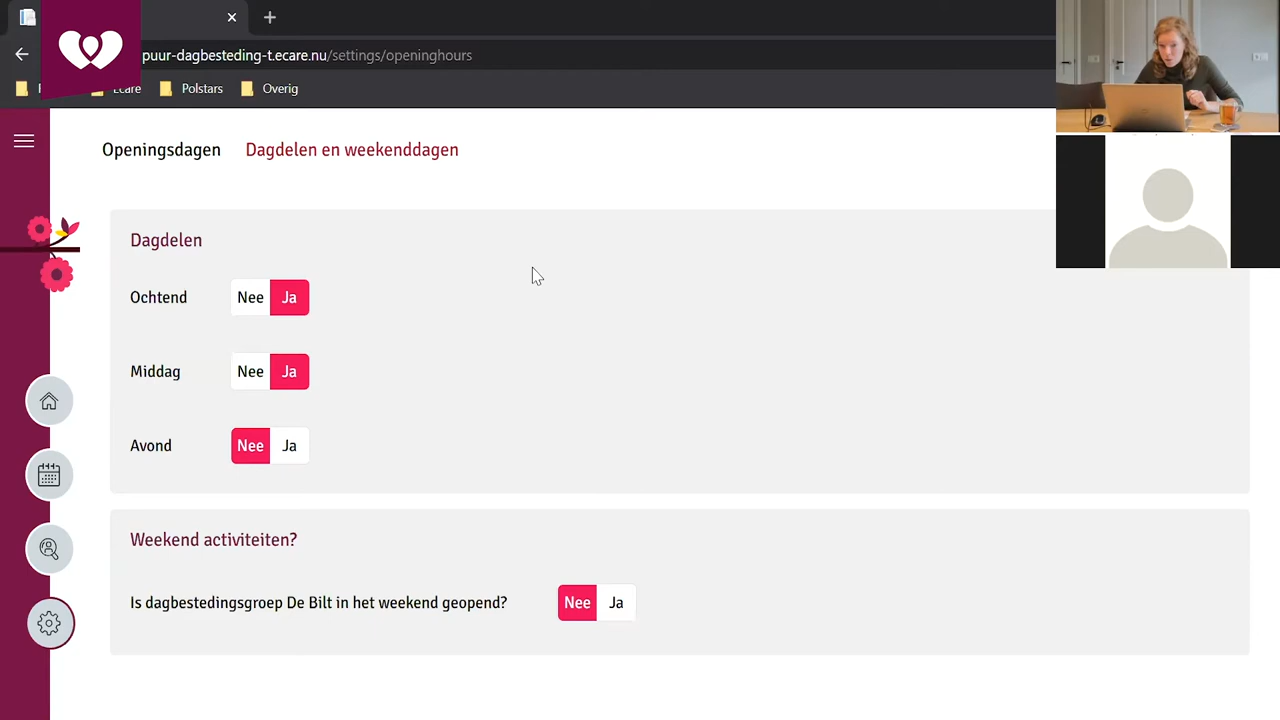 puur-dagbesteding-t.ecare.nu/settings/openinghours
Ecare
Polstars
Overig
Openingsdagen
Dagdelen en weekenddagen
Dagdelen
Ochtend Nee Ja
Middag Nee Ja
Avond Nee Ja
Weekend activiteiten?
Is dagbestedingsgroep De Bilt in het weekend geopend? Nee Ja